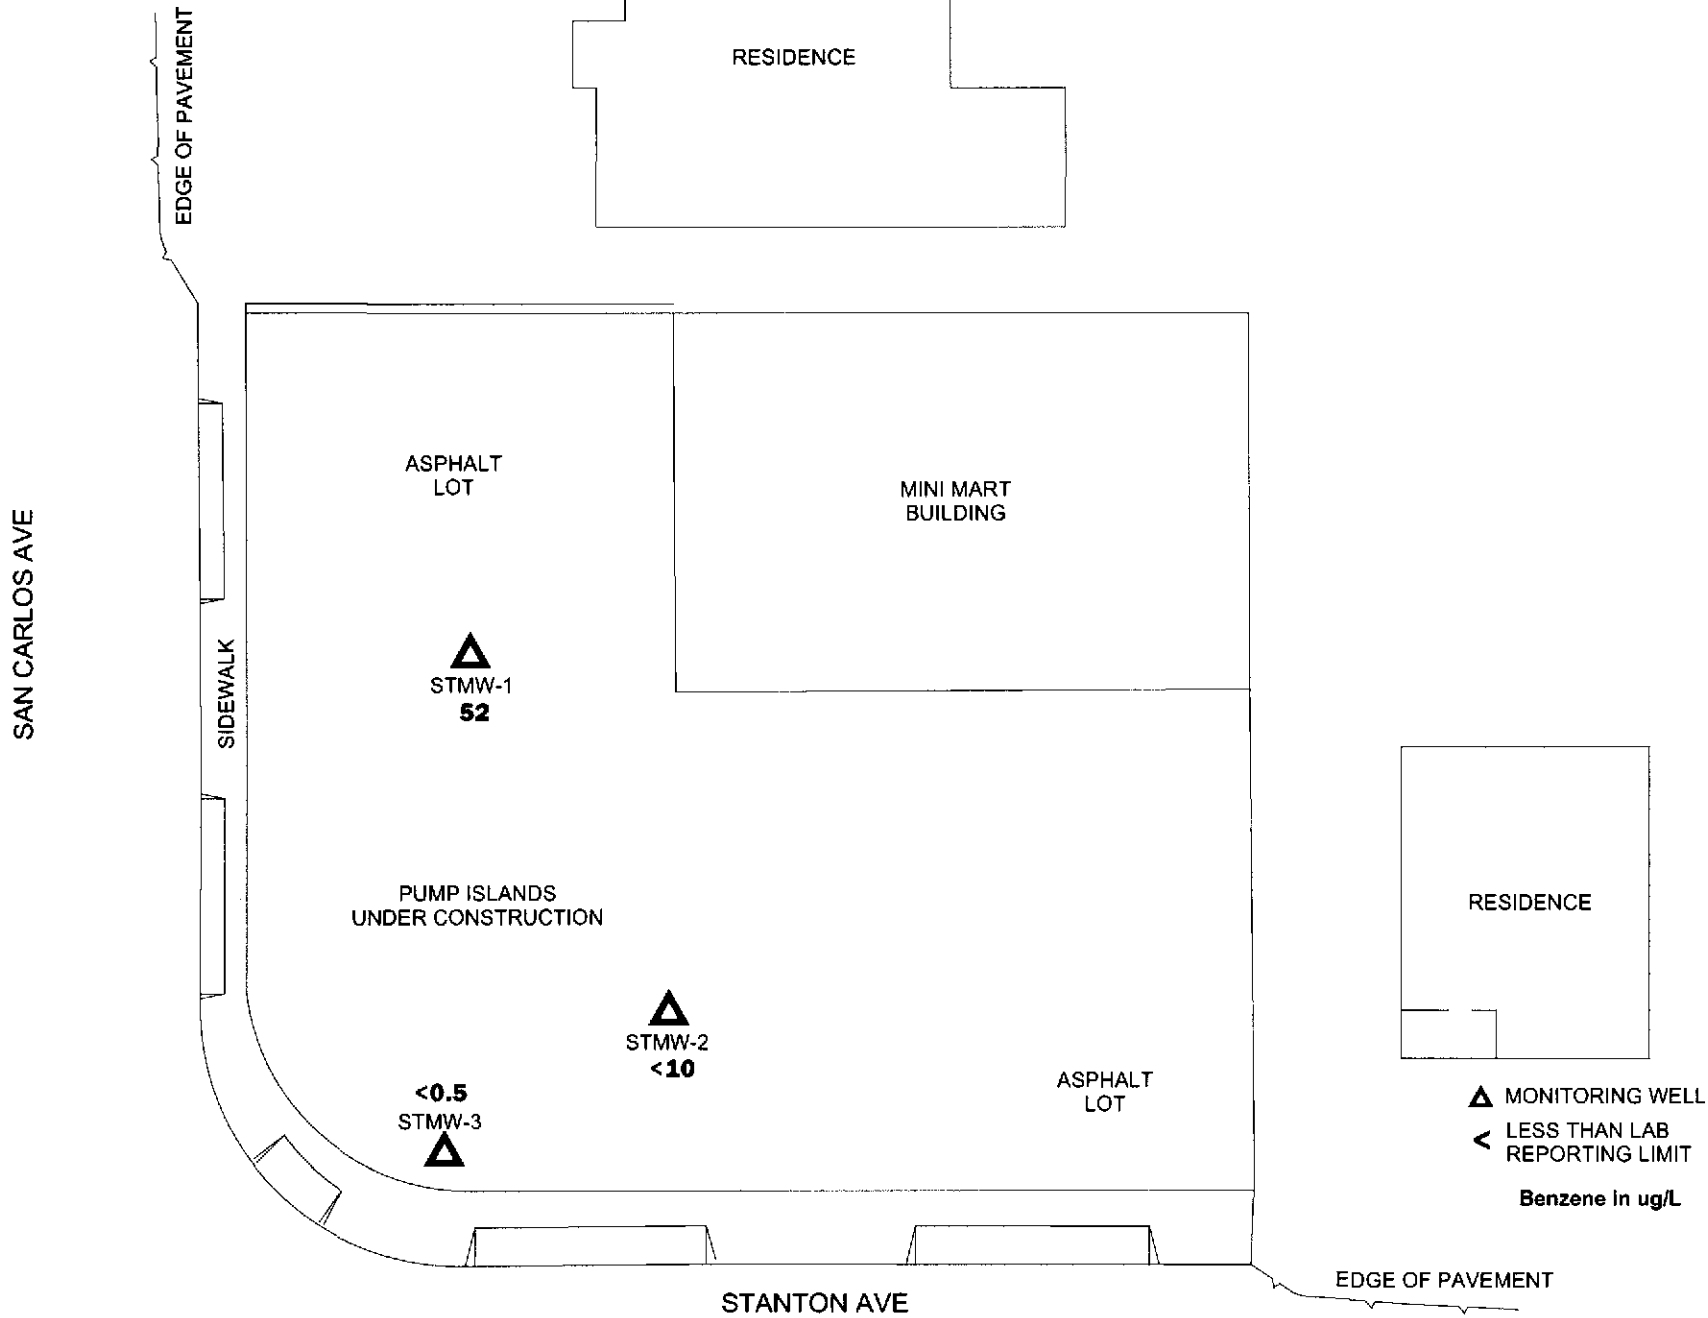 EDGE OF PAVEMENT
RESIDENCE
ASPHALT
LOT
MINI MART
BUILDING
SAN CARLOS AVE
SIDEWALK
STMW-1
52
PUMP ISLANDS
UNDER CONSTRUCTION
RESIDENCE
STMW-2
<10
<0.5
STMW-3
ASPHALT
LOT
MONITORING WELL
< LESS THAN LAB
REPORTING LIMIT
Benzene in ug/L
EDGE OF PAVEMENT
STANTON AVE